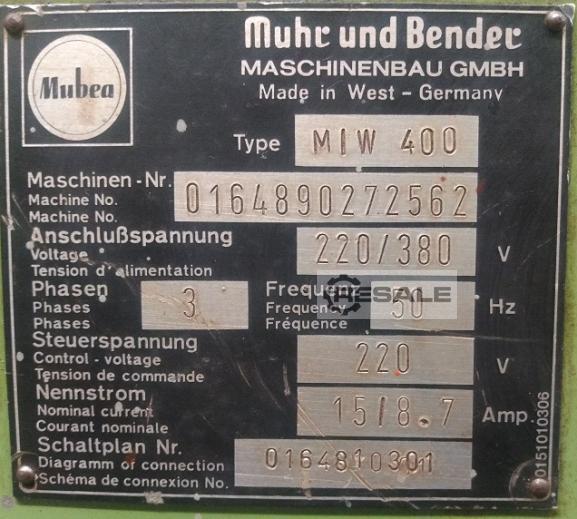 Mubea
Muhr und Bender
MASCHINENBAU GMBH
Made in West - Germany
Type MIW 400
Maschinen - Nr.
Machine No.
Machine No.
0164890272562
Anschlußspannung
Voltage
Tension d'alimentation
220/380 V
Phasen
Phases
Phases
3
Frequenz
Frequency
Fréquence
50 Hz
RESALE
Steuerspannung
Control - voltage
Tension de commande
220 V
Nennstrom
Nominal current
Courant nominale
15/8.7 Amp.
Schaltplan Nr.
Diagramm of connection
Schéma de connexion No.
0164810301
0151010306